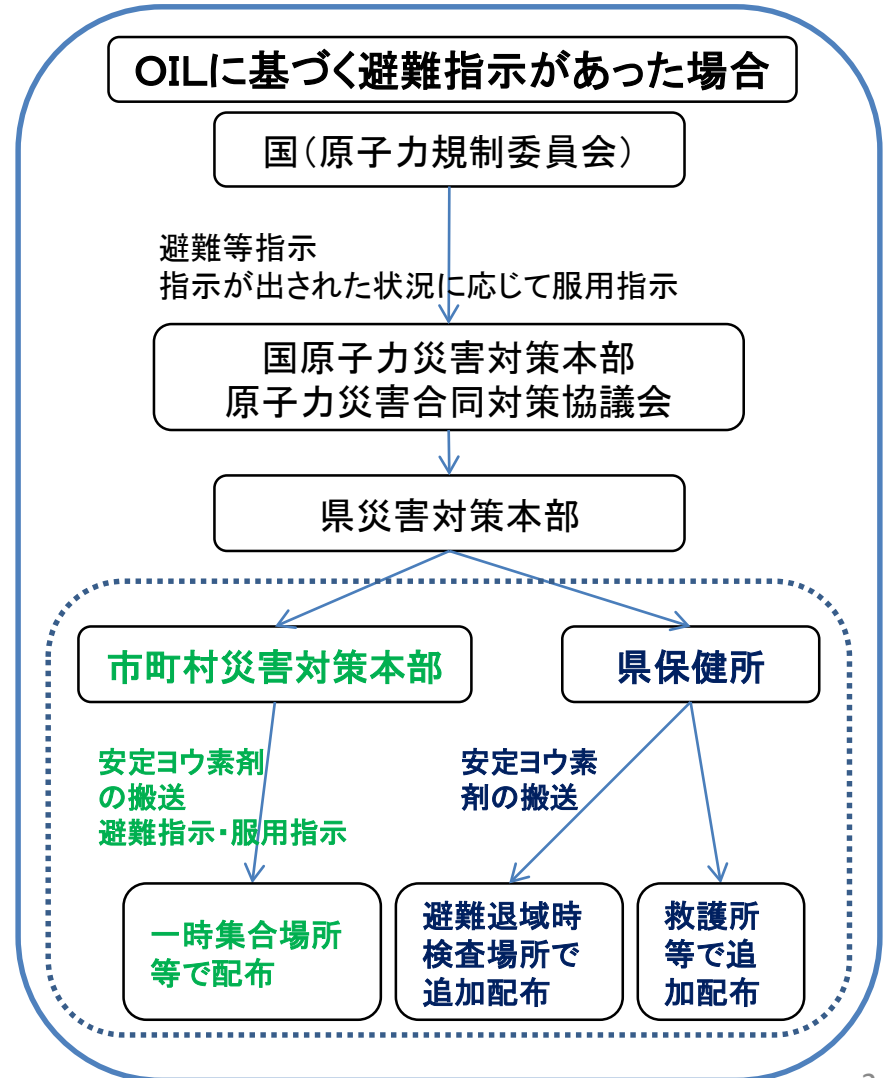 OILに基づく避難指示があった場合
国(原子力規制委員会)
避難等指示
指示が出された状況に応じて服用指示
国原子力災害対策本部
原子力災害合同対策協議会
県災害対策本部
市町村災害対策本部
県保健所
安定ヨウ素剤
の搬送
避難指示・服用指示
安定ヨウ素
剤の搬送
一時集合場所
等で配布
避難退域時
検査場所で
追加配布
救護所
等で追
加配布